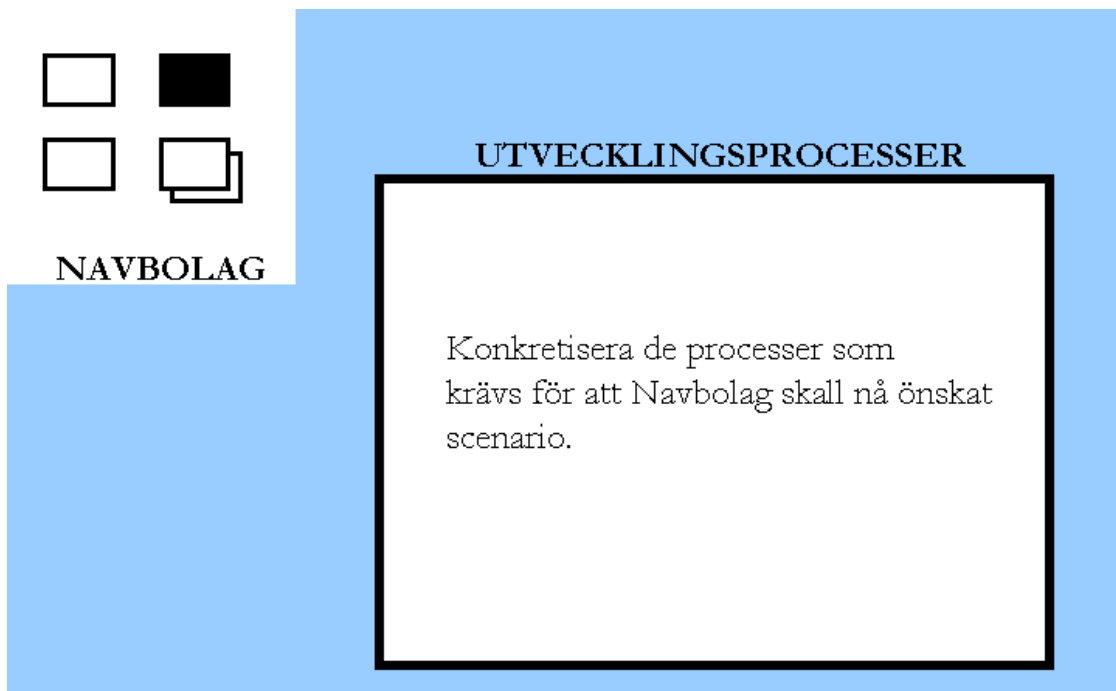 NAVBOLAG
UTVECKLINGSPROCESSER
Konkretisera de processer som
krävs för att Navbolag skall nå önskat
scenario.